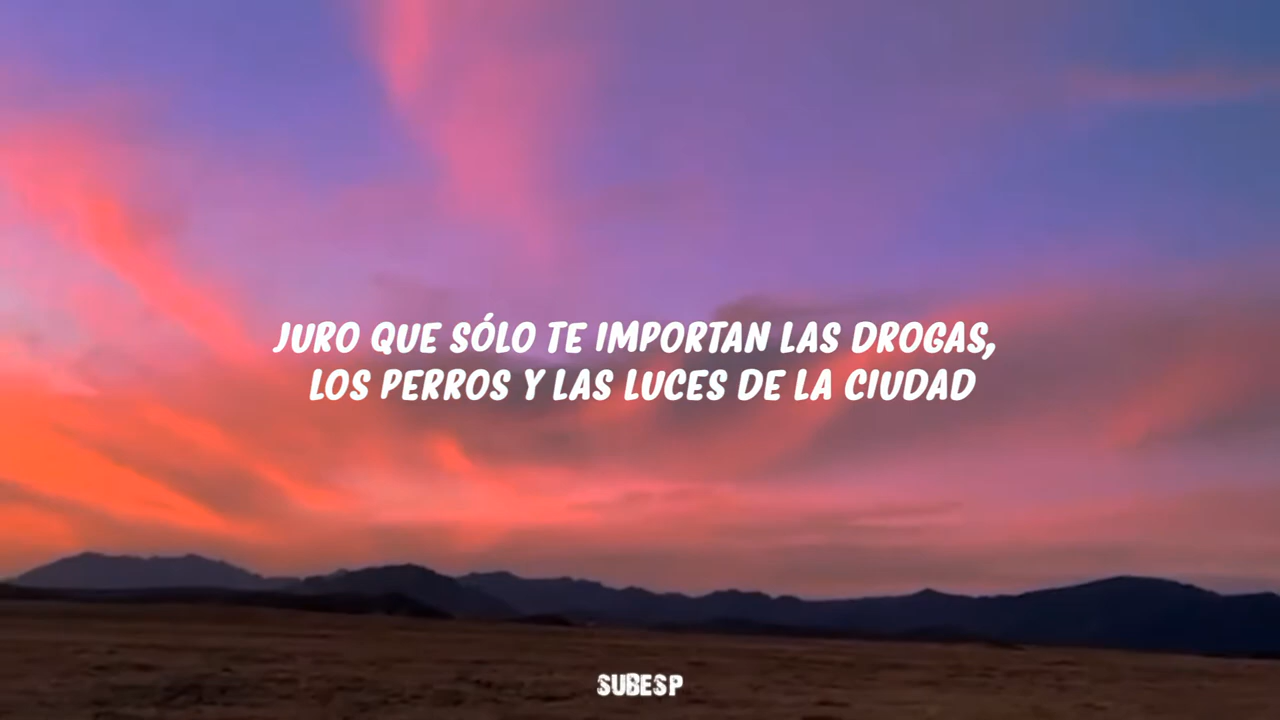 JURO QUE SÓLO TE IMPORTAN LAS DROGAS,
LOS PERROS Y LAS LUCES DE LA CIUDAD
SUBESP